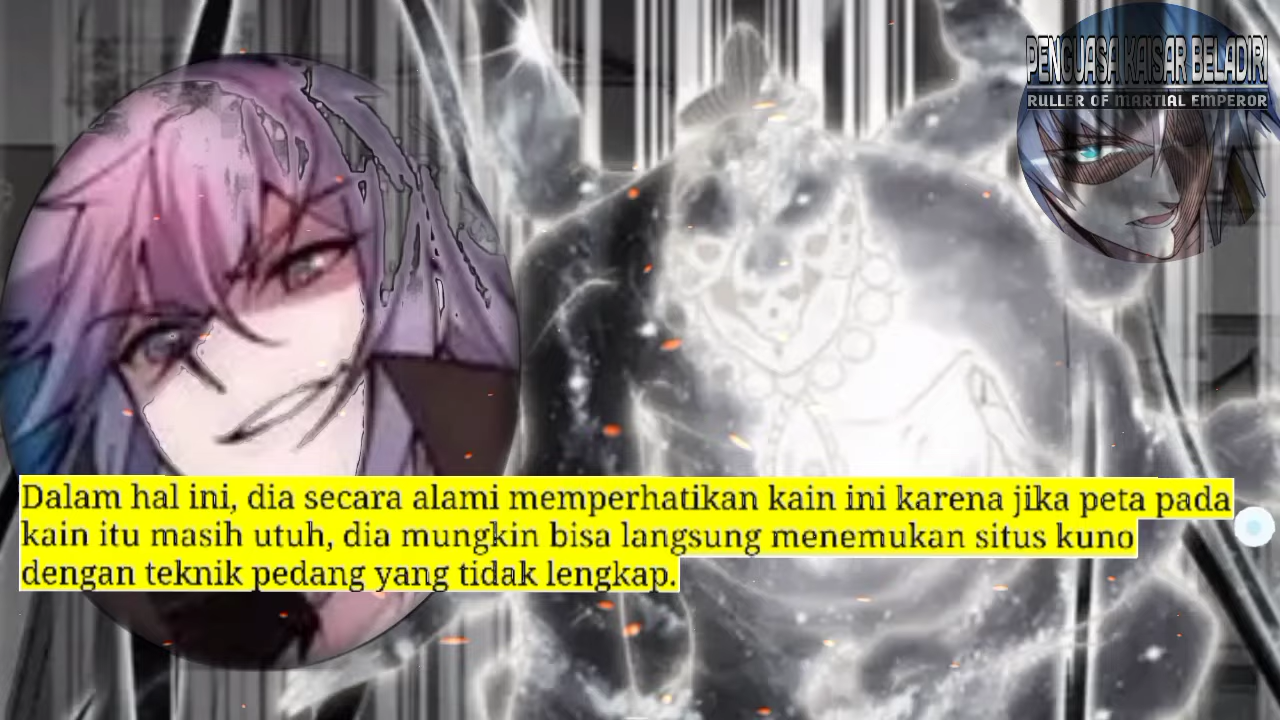 PENGUASA KAISAR BELADIRI
RULLER OF MARTIAL EMPEROR
Dalam hal ini, dia secara alami memperhatikan kain ini karena jika peta pada
kain itu masih utuh, dia mungkin bisa langsung menemukan situs kuno
dengan teknik pedang yang tidak lengkap.